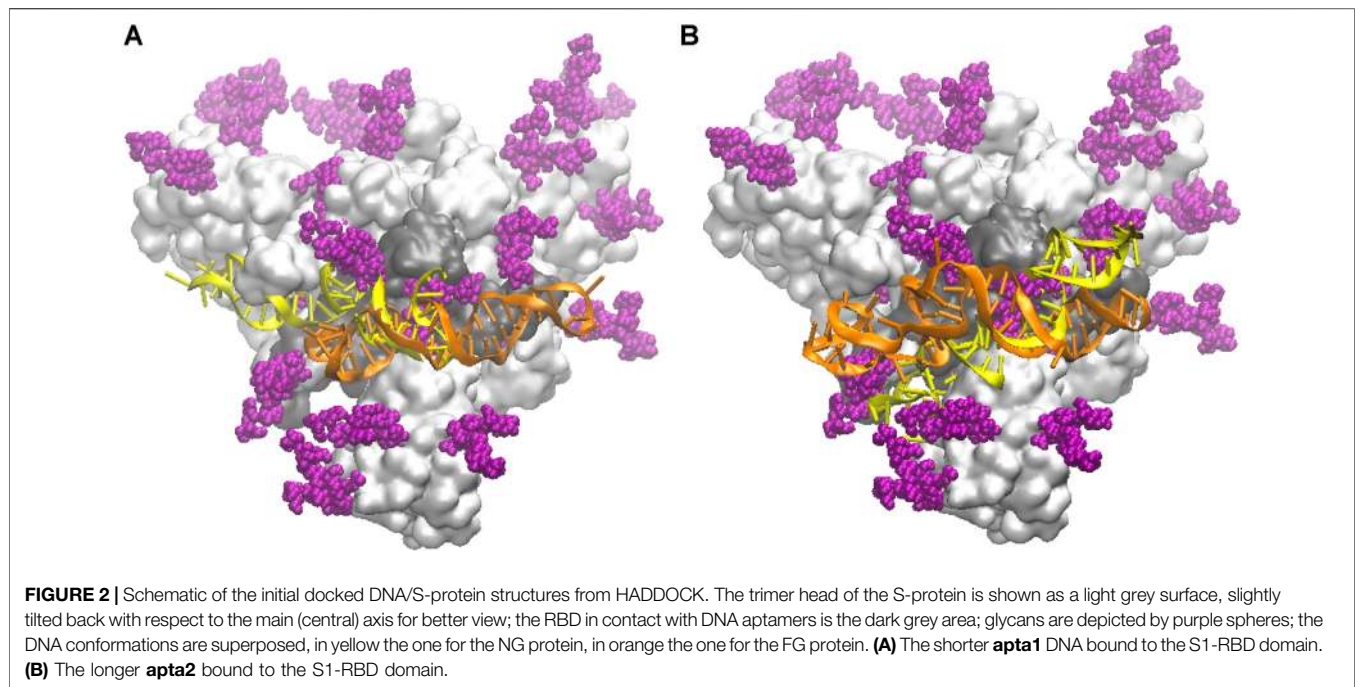 A
B
FIGURE 2 | Schematic of the initial docked DNA/S-protein structures from HADDOCK. The trimer head of the S-protein is shown as a light grey surface, slightly
tilted back with respect to the main (central) axis for better view; the RBD in contact with DNA aptamers is the dark grey area; glycans are depicted by purple spheres; the
DNA conformations are superposed, in yellow the one for the NG protein, in orange the one for the FG protein. (A) The shorter apta1 DNA bound to the S1-RBD domain.
(B) The longer apta2 bound to the S1-RBD domain.